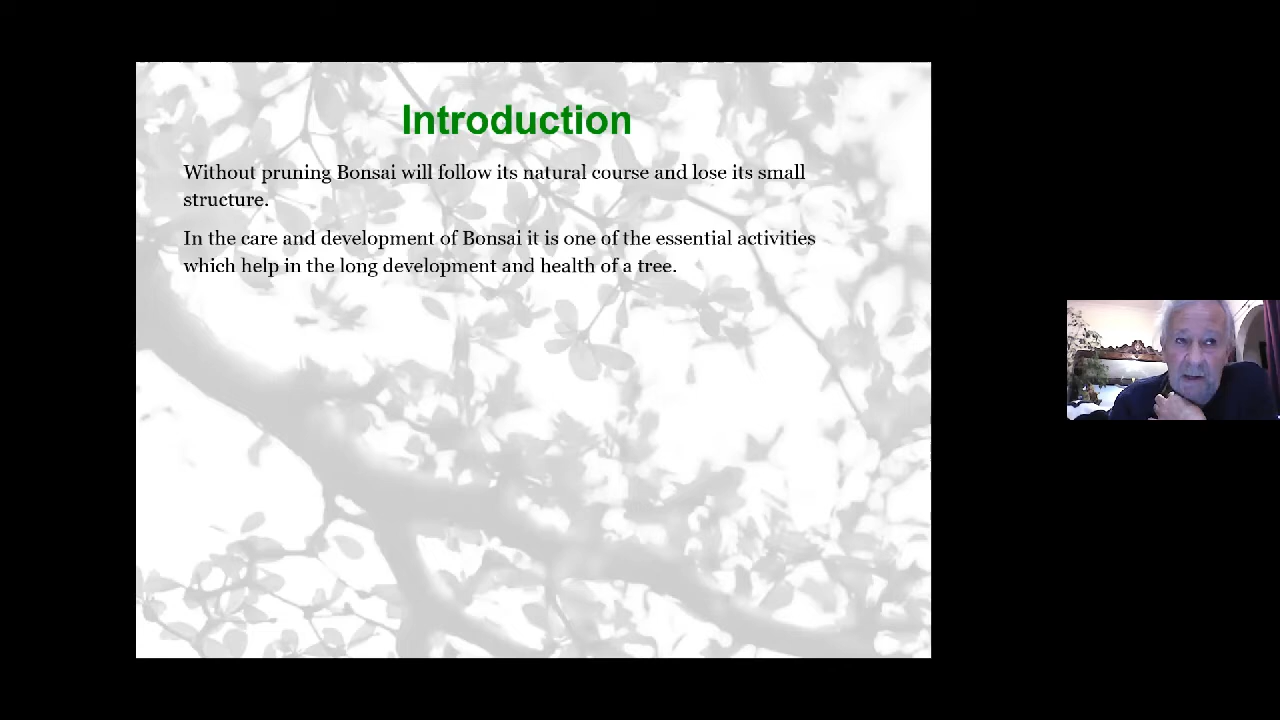 Introduction
Without pruning Bonsai will follow its natural course and lose its small
structure.
In the care and development of Bonsai it is one of the essential activities
which help in the long development and health of a tree.